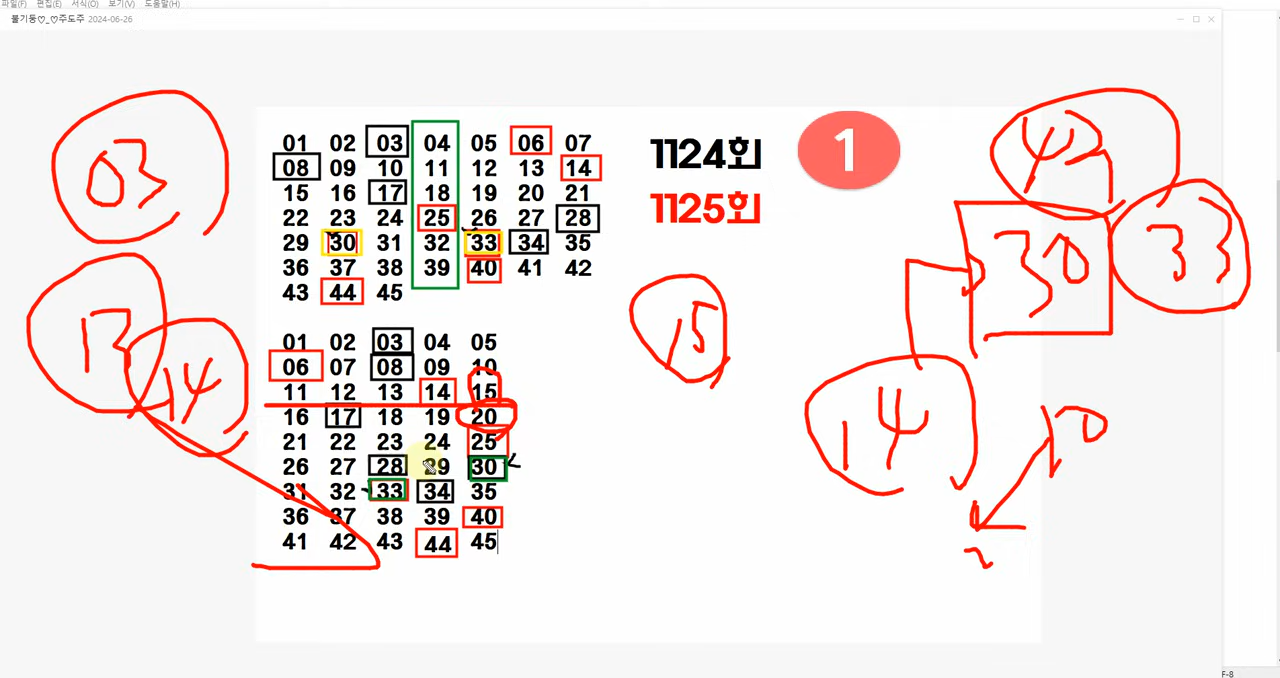 파일(F) 편집(E) 서식(O) 보기(V) 도움말(H)
물기둥♡_♡주도주 2024-06-26
01 02 03 04 05 06 07
08 09 10 11 12 13 14
15 16 17 18 19 20 21
22 23 24 25 26 27 28
29 30 31 32 33 34 35
36 37 38 39 40 41 42
43 44 45
1124회
1125회
1
01 02 03 04 05
06 07 08 09 10
11 12 13 14 15
16 17 18 19 20
21 22 23 24 25
26 27 28 29 30
31 32 33 34 35
36 37 38 39 40
41 42 43 44 45
03
13
14
15
30
33
14
10
F-8